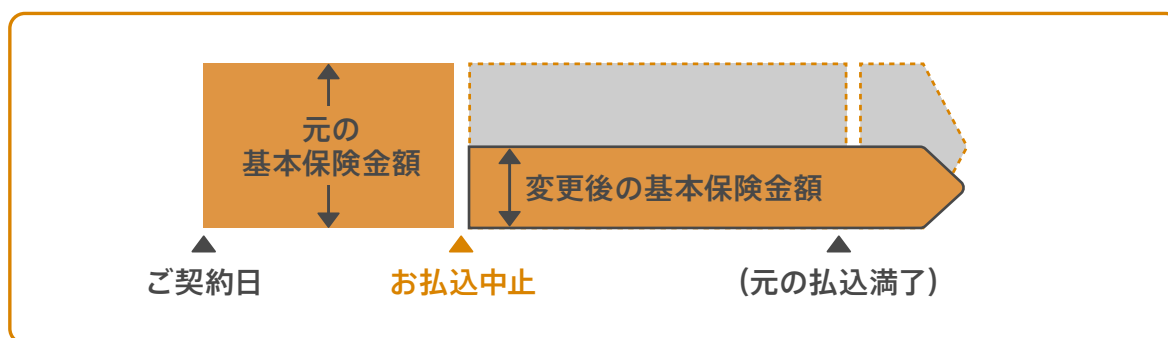 元の
基本保険金額
変更後の基本保険金額
ご契約日
お払込中止
(元の払込満了)